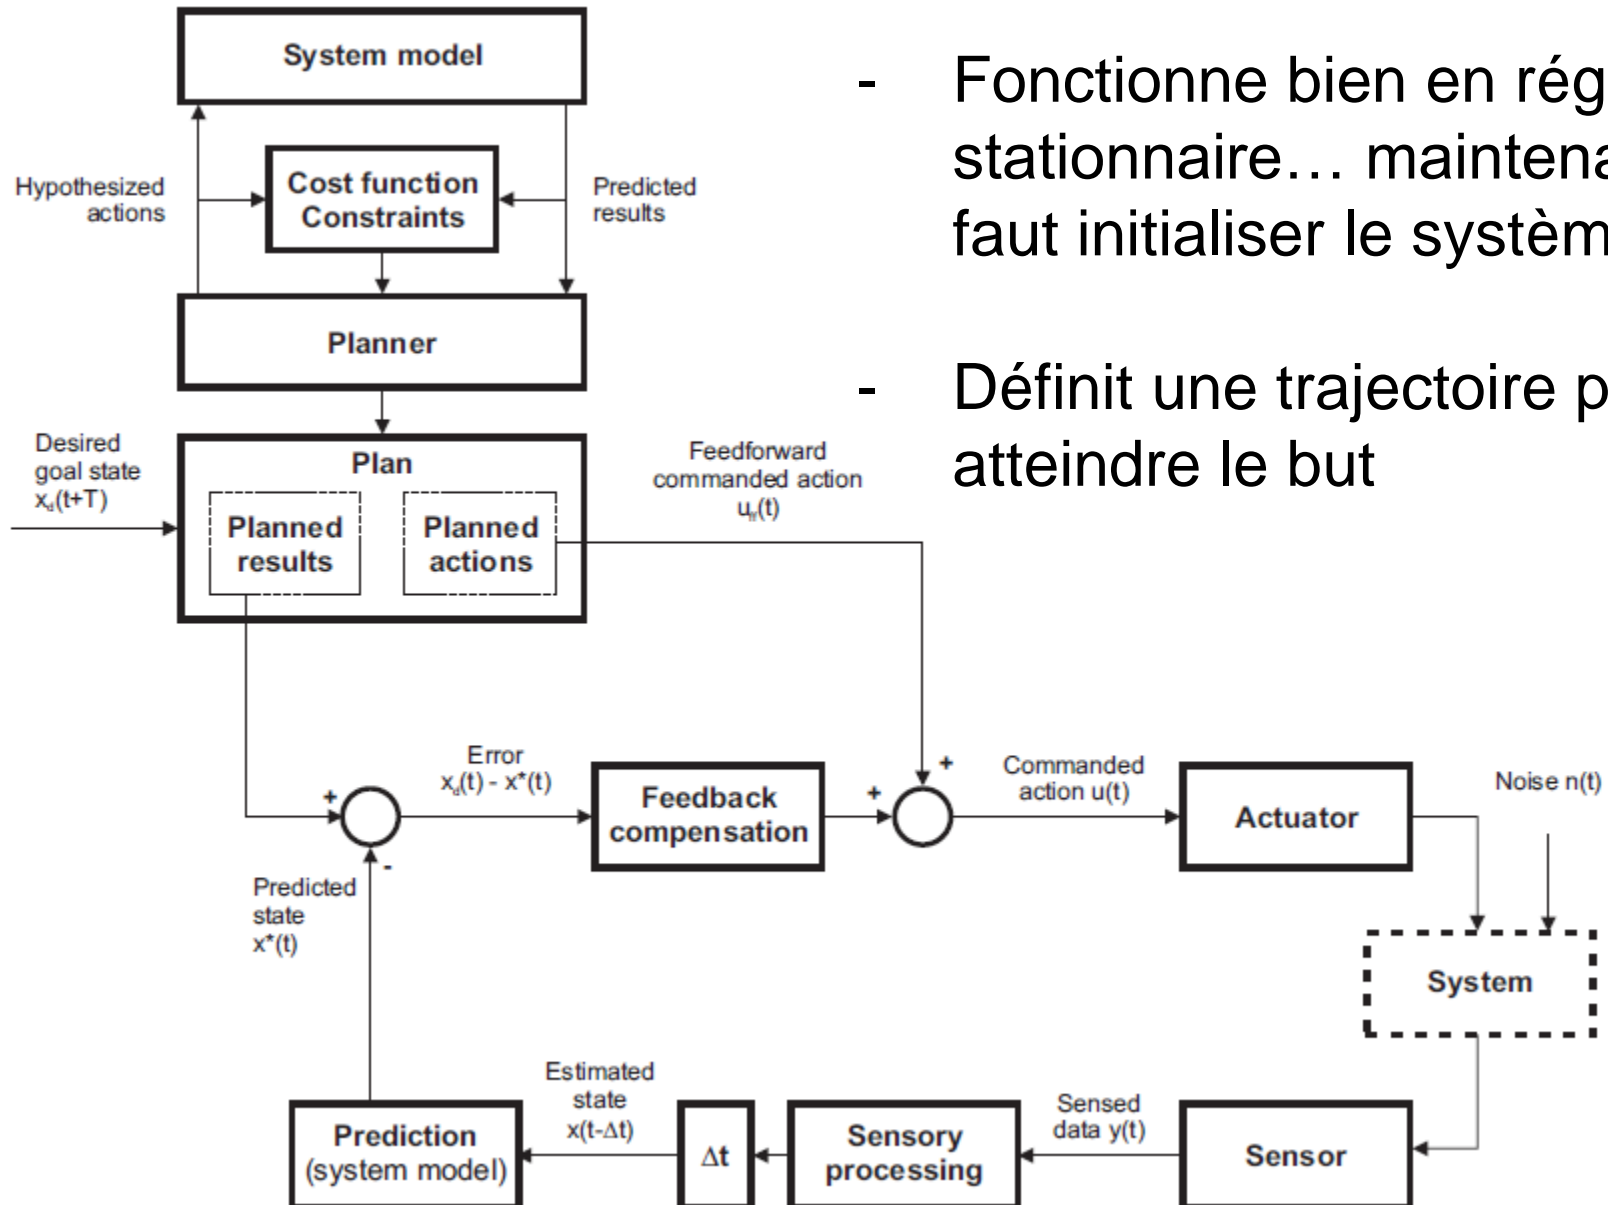 System model
Hypothesized
actions
Cost function
Constraints
Predicted
results
Planner
Desired
goal state
x_d(t+T)
Plan
Planned
results
Planned
actions
Feedforward
commanded action
u_ff(t)
- Fonctionne bien en rég
stationnaire… maintena
faut initialiser le systèm
- Définit une trajectoire p
atteindre le but
Error
x_d(t) - x*(t)
+
-
Feedback
compensation
+
+
Commanded
action u(t)
Actuator
Noise n(t)
Predicted
state
x*(t)
System
Prediction
(system model)
Estimated
state
x(t-Δt)
Δt
Sensory
processing
Sensed
data y(t)
Sensor